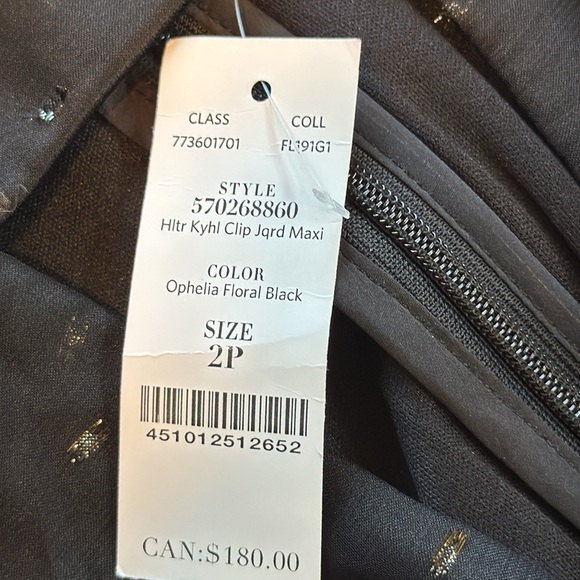 CLASS COLL
773601701 FL191G1
STYLE
570268860
Hltr Kyhl Clip Jqrd Maxi
COLOR
Ophelia Floral Black
SIZE
2P
451012512652
CAN:$180.00